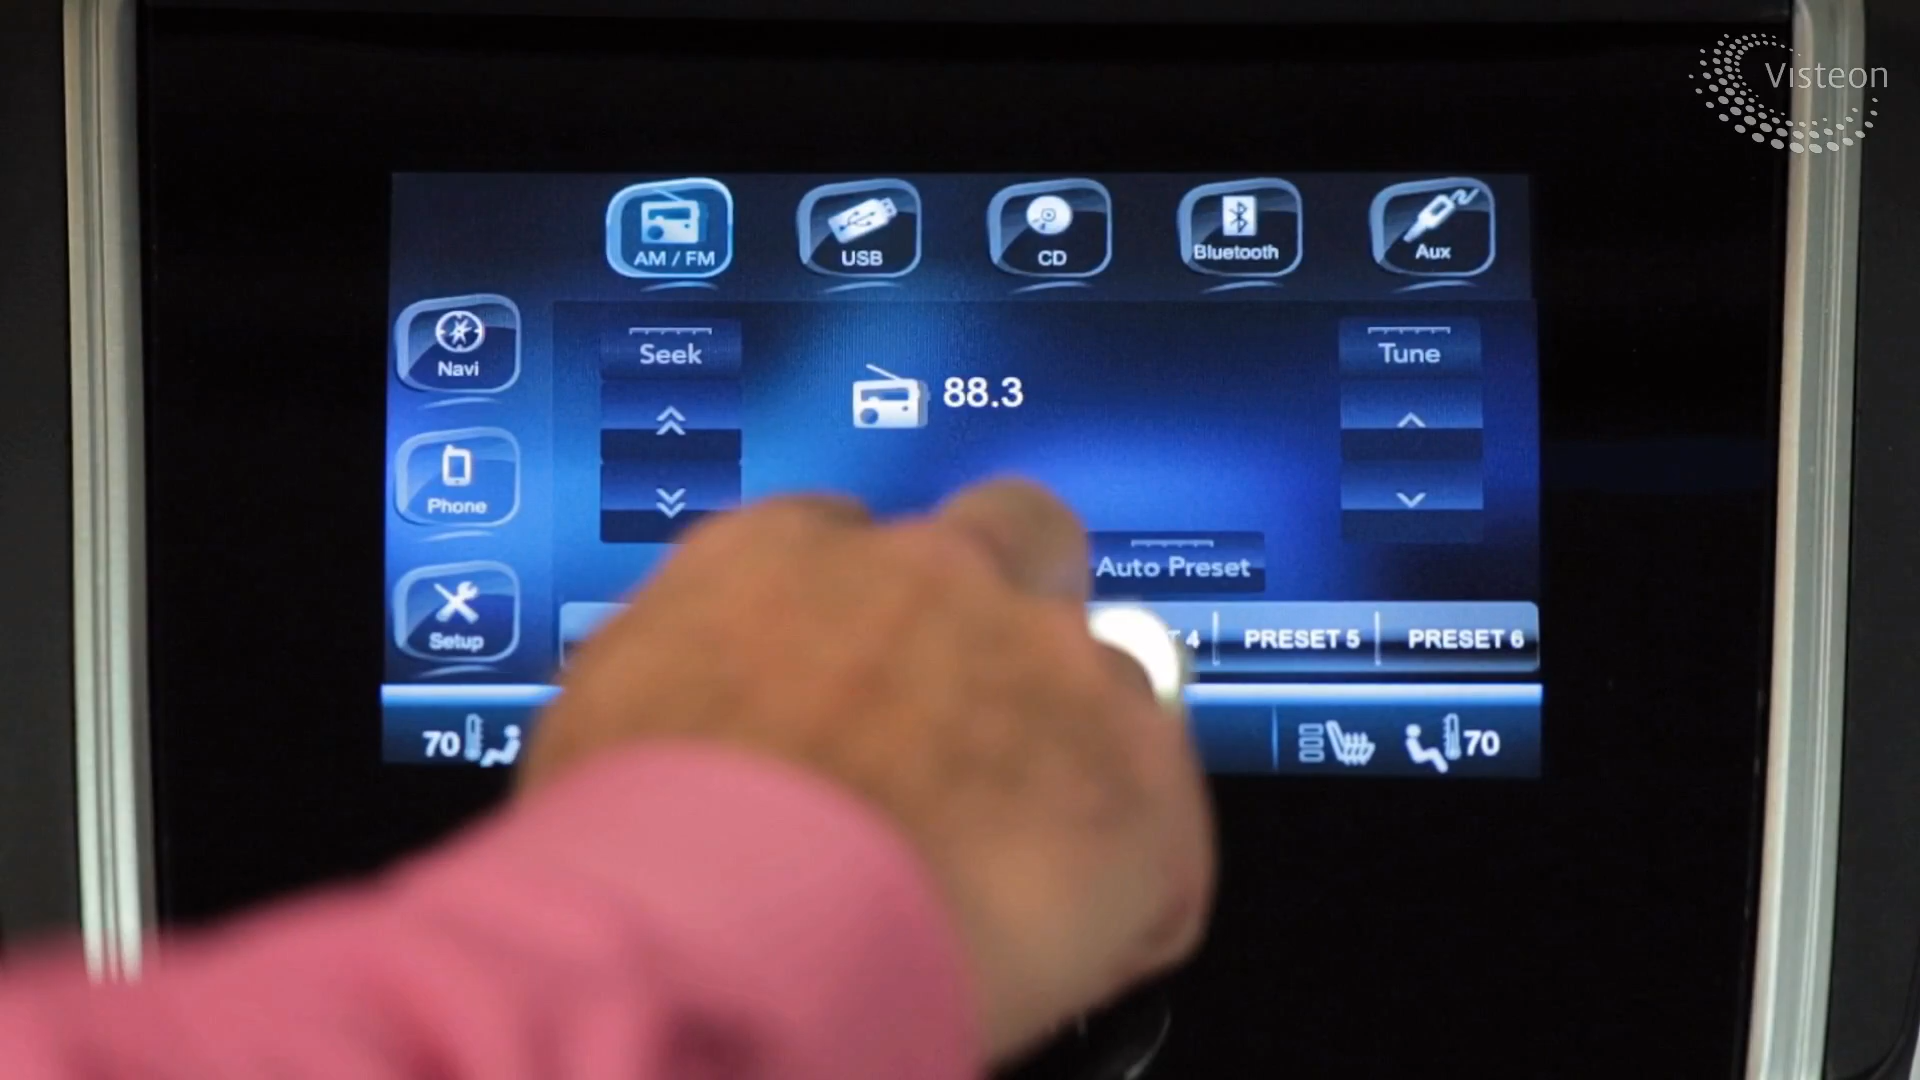 Visteon
AM / FM
USB
CD
Bluetooth
Aux
Navi
Seek
88.3
Tune
Phone
Auto Preset
Setup
4
PRESET 5
PRESET 6
70
70